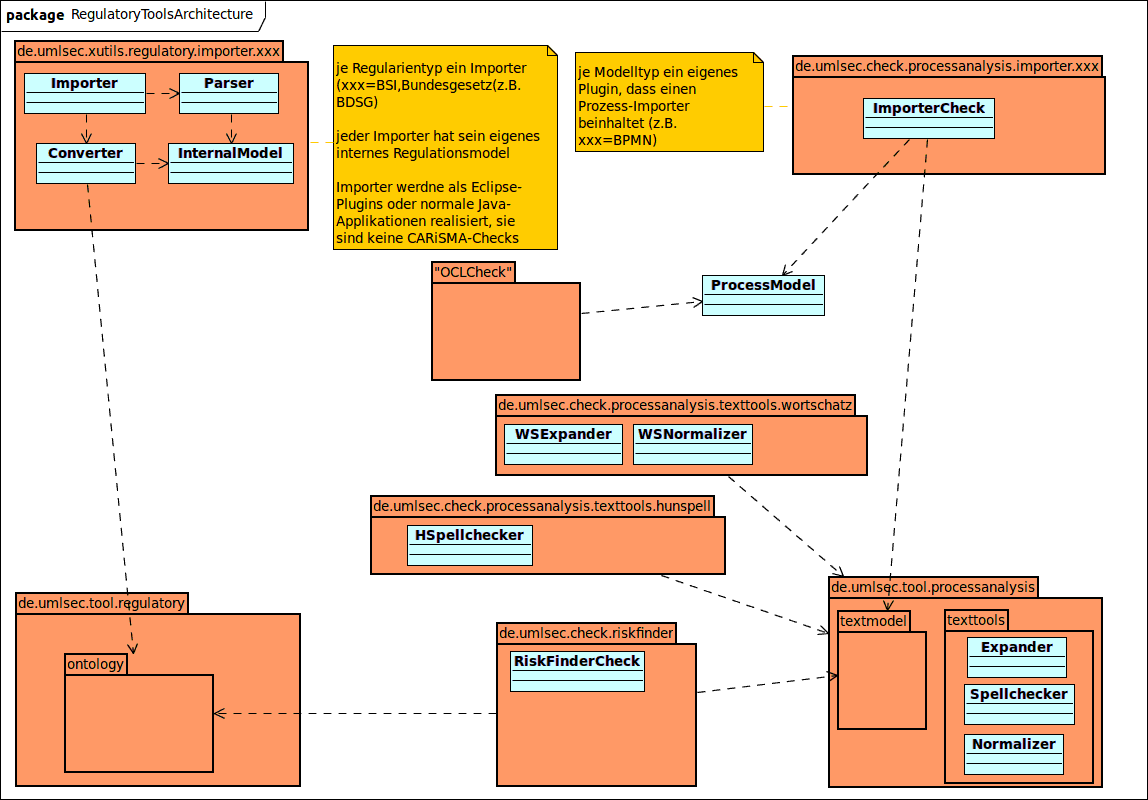 package RegulatoryToolsArchitecture
de.umlsec.xutils.regulatory.importer.xxx
Importer
Parser
Converter
InternalModel
je Regularientyp ein Importer
(xxx=BSI,Bundesgesetz(z.B.
BDSG)
jeder Importer hat sein eigenes
internes Regulationsmodel
Importer werdne als Eclipse-
Plugins oder normale Java-
Applikationen realisiert, sie
sind keine CARiSMA-Checks
je Modelltyp ein eigenes
Plugin, dass einen
Prozess-Importer
beinhaltet (z.B.
xxx=BPMN)
de.umlsec.check.processanalysis.importer.xxx
ImporterCheck
"OCLCheck"
ProcessModel
de.umlsec.check.processanalysis.texttools.wortschatz
WSExpander
WSNormalizer
de.umlsec.check.processanalysis.texttools.hunspell
HSpellchecker
de.umlsec.tool.regulatory
ontology
de.umlsec.check.riskfinder
RiskFinderCheck
de.umlsec.tool.processanalysis
textmodel
texttools
Expander
Spellchecker
Normalizer